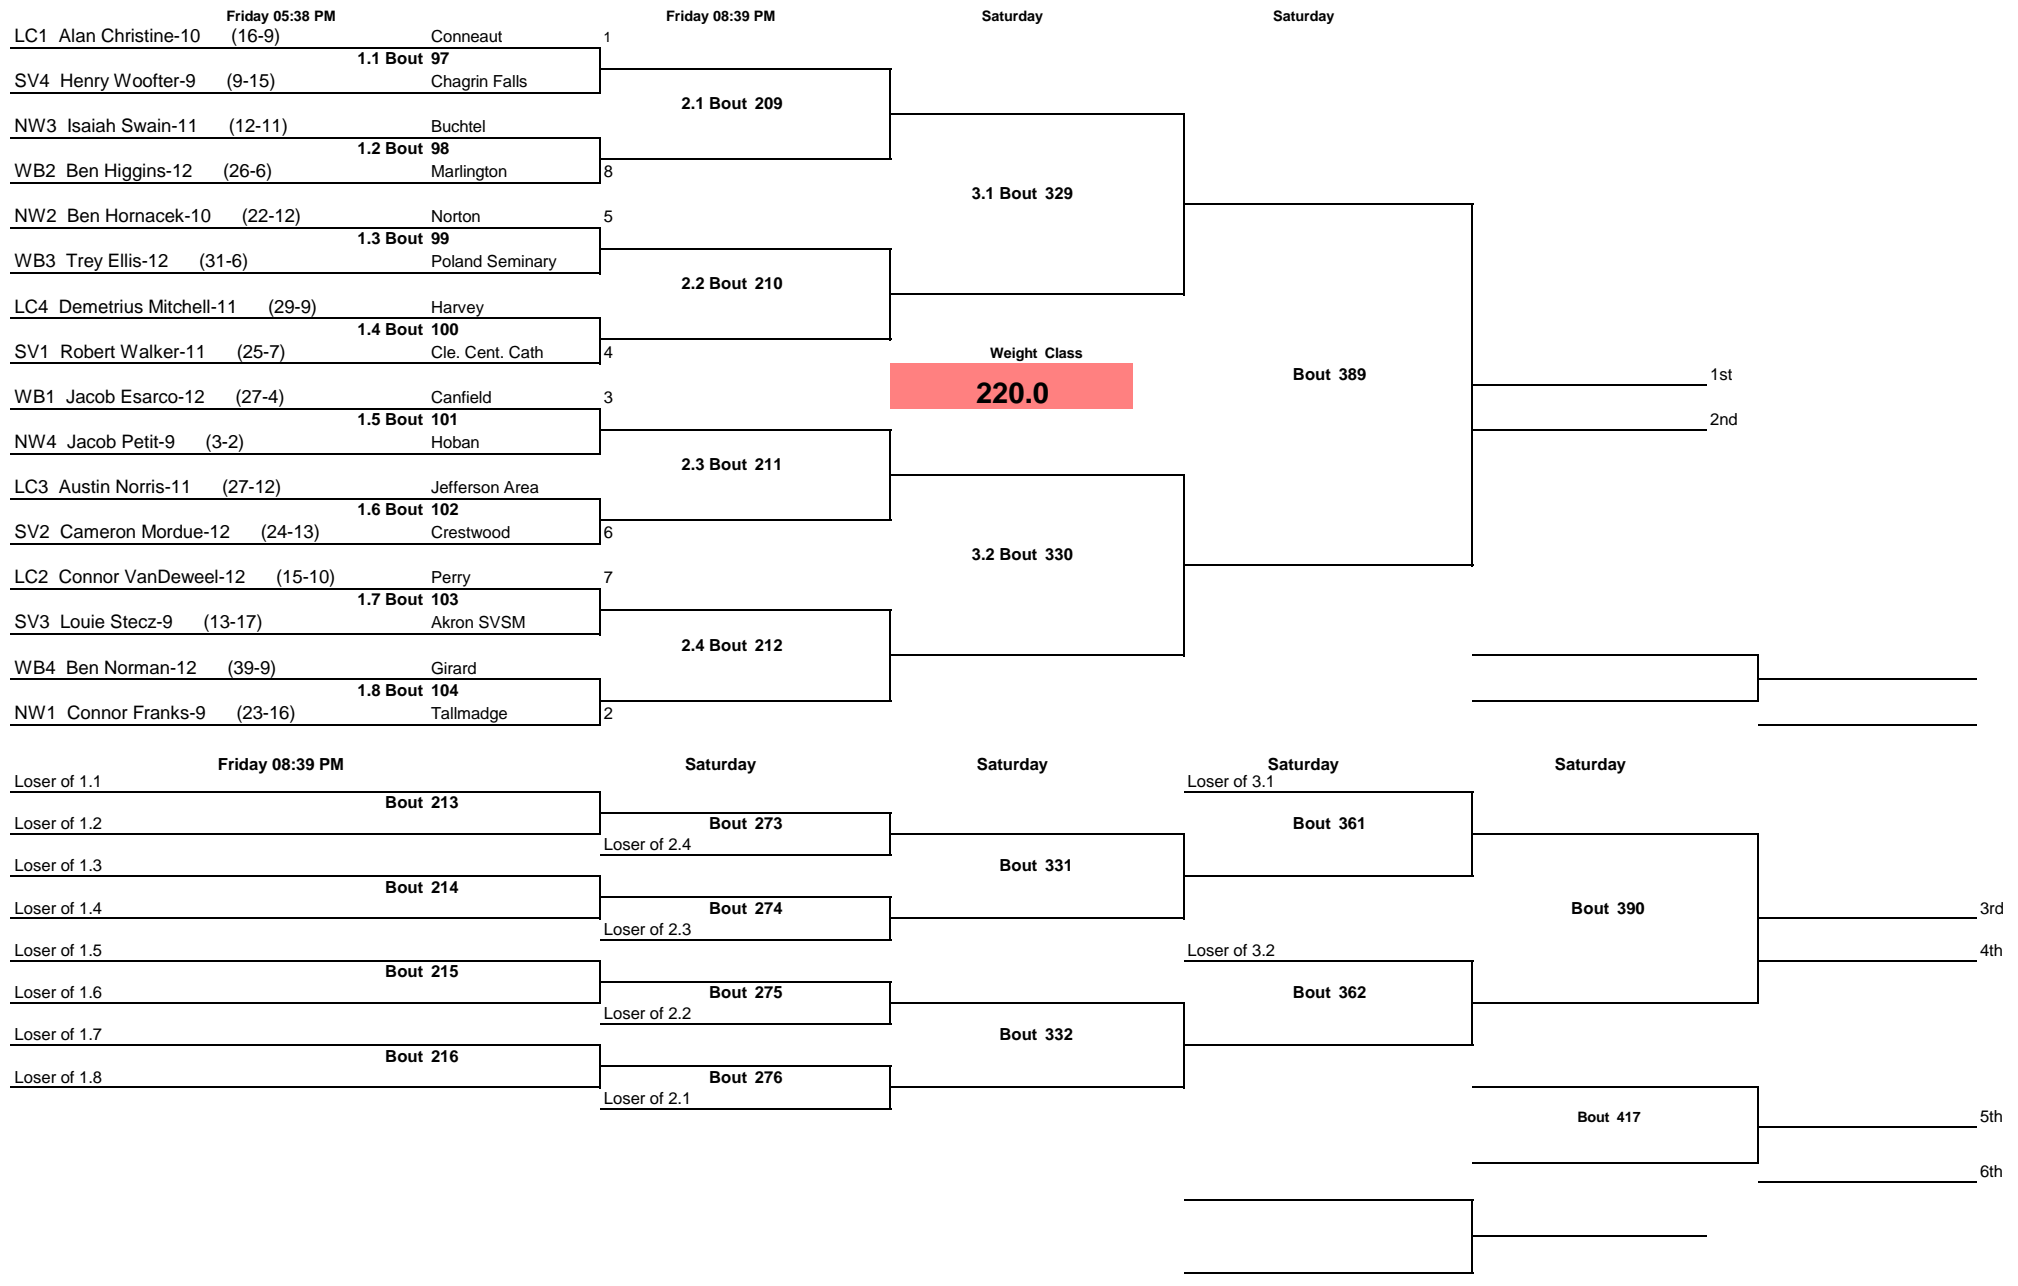 Friday 05:38 PM Friday 08:39 PM Saturday Saturday
LC1 Alan Christine-10 (16-9) Conneaut 1
1.1 Bout 97
SV4 Henry Woofter-9 (9-15) Chagrin Falls
2.1 Bout 209
NW3 Isaiah Swain-11 (12-11) Buchtel
1.2 Bout 98
WB2 Ben Higgins-12 (26-6) Marlington 8
3.1 Bout 329
NW2 Ben Hornacek-10 (22-12) Norton 5
1.3 Bout 99
WB3 Trey Ellis-12 (31-6) Poland Seminary
2.2 Bout 210
LC4 Demetrius Mitchell-11 (29-9) Harvey
1.4 Bout 100
SV1 Robert Walker-11 (25-7) Cle. Cent. Cath 4 Weight Class
Bout 389 1st
220.0
WB1 Jacob Esarco-12 (27-4) Canfield 3
1.5 Bout 101 2nd
NW4 Jacob Petit-9 (3-2) Hoban
2.3 Bout 211
LC3 Austin Norris-11 (27-12) Jefferson Area
1.6 Bout 102
SV2 Cameron Mordue-12 (24-13) Crestwood 6
3.2 Bout 330
LC2 Connor VanDeweel-12 (15-10) Perry 7
1.7 Bout 103
SV3 Louie Stecz-9 (13-17) Akron SVSM
2.4 Bout 212
WB4 Ben Norman-12 (39-9) Girard
1.8 Bout 104
NW1 Connor Franks-9 (23-16) Tallmadge 2
Friday 08:39 PM Saturday Saturday Saturday Saturday
Loser of 1.1 Loser of 3.1
Bout 213
Loser of 1.2 Bout 273 Bout 361
Loser of 2.4
Loser of 1.3 Bout 331
Bout 214
Loser of 1.4 Bout 274 Bout 390 3rd
Loser of 2.3
Loser of 1.5 Loser of 3.2 4th
Bout 215
Loser of 1.6 Bout 275 Bout 362
Loser of 2.2
Loser of 1.7 Bout 332
Bout 216
Loser of 1.8 Bout 276
Loser of 2.1
Bout 417 5th
6th